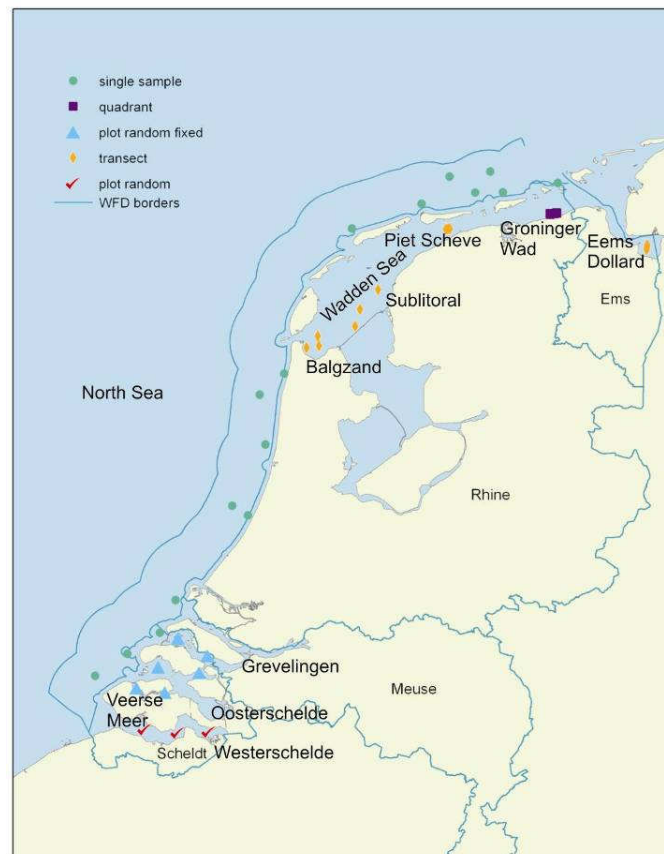 single sample
quadrant
plot random fixed
transect
plot random
WFD borders
Piet Scheve
Groninger
Wad
Eems
Dollard
Ems
Wadden Sea
Sublitoral
Balgzand
North Sea
Rhine
Grevelingen
Meuse
Veerse
Meer
Oosterschelde
Scheldt
Westerschelde